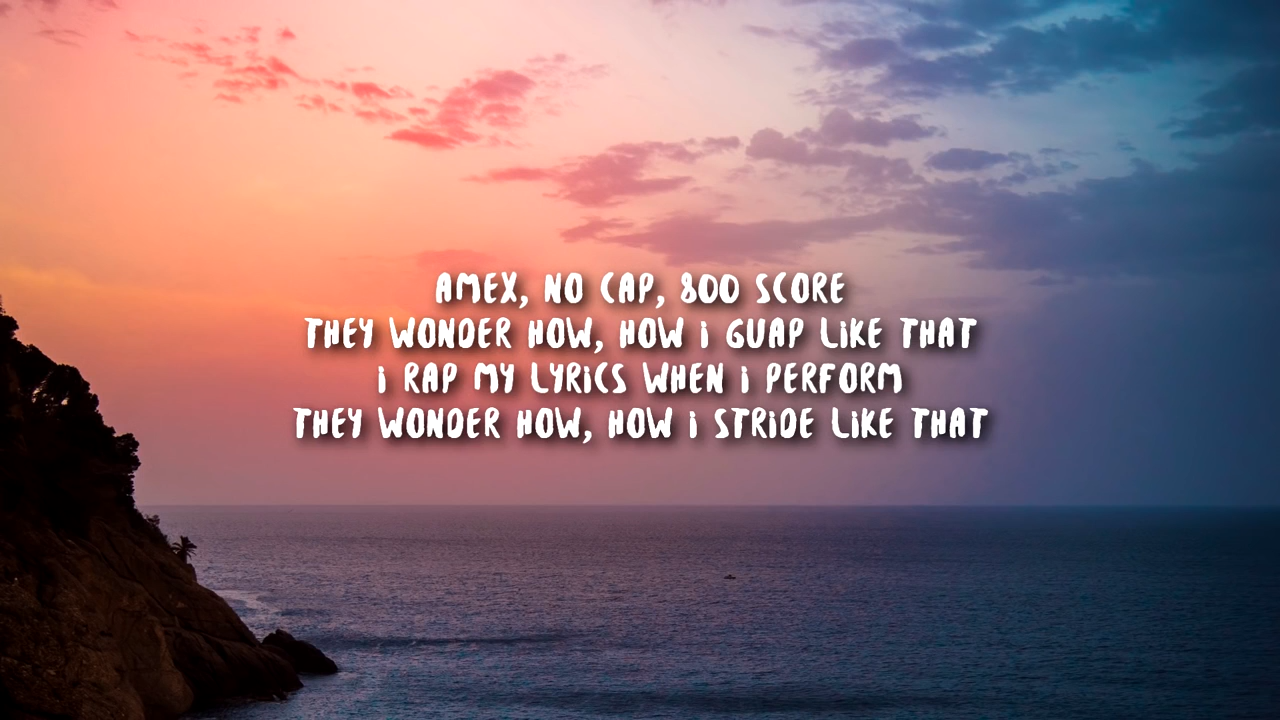 AMEX, NO CAP, 800 SCORE
THEY WONDER HOW, HOW I GUAP LIKE THAT
I RAP MY LYRICS WHEN I PERFORM
THEY WONDER HOW, HOW I STRIDE LIKE THAT